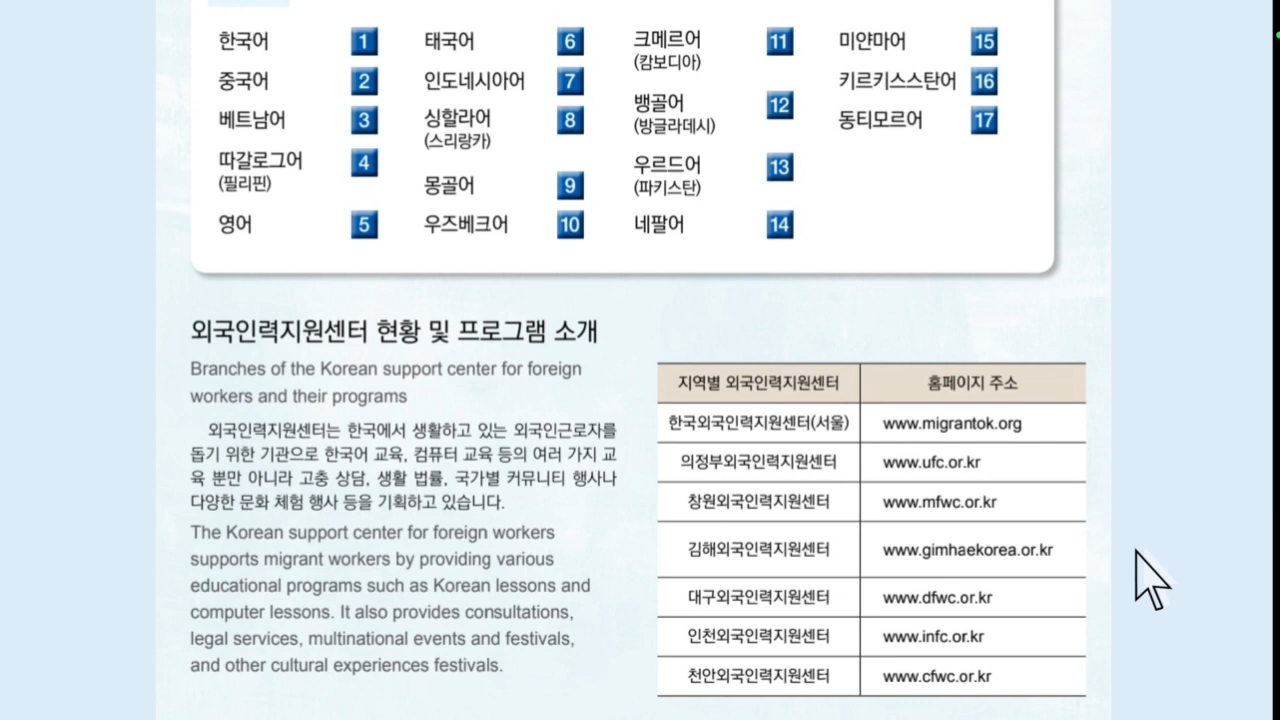 한국어 1
중국어 2
베트남어 3
따갈로그어 4
(필리핀)
영어 5
태국어 6
인도네시아어 7
싱할라어 8
(스리랑카)
몽골어 9
우즈베크어 10
크메르어 11
(캄보디아)
뱅골어 12
(방글라데시)
우르드어 13
(파키스탄)
네팔어 14
미얀마어 15
키르키스스탄어 16
동티모르어 17
외국인력지원센터 현황 및 프로그램 소개
Branches of the Korean support center for foreign
workers and their programs
외국인력지원센터는 한국에서 생활하고 있는 외국인근로자를
돕기 위한 기관으로 한국어 교육, 컴퓨터 교육 등의 여러 가지 교
육 뿐만 아니라 고충 상담, 생활 법률, 국가별 커뮤니티 행사나
다양한 문화 체험 행사 등을 기획하고 있습니다.
The Korean support center for foreign workers
supports migrant workers by providing various
educational programs such as Korean lessons and
computer lessons. It also provides consultations,
legal services, multinational events and festivals,
and other cultural experiences festivals.
지역별 외국인력지원센터 홈페이지 주소
한국외국인력지원센터(서울) www.migrantok.org
의정부외국인력지원센터 www.ufc.or.kr
창원외국인력지원센터 www.mfwc.or.kr
김해외국인력지원센터 www.gimhaekorea.or.kr
대구외국인력지원센터 www.dfwc.or.kr
인천외국인력지원센터 www.infc.or.kr
천안외국인력지원센터 www.cfwc.or.kr